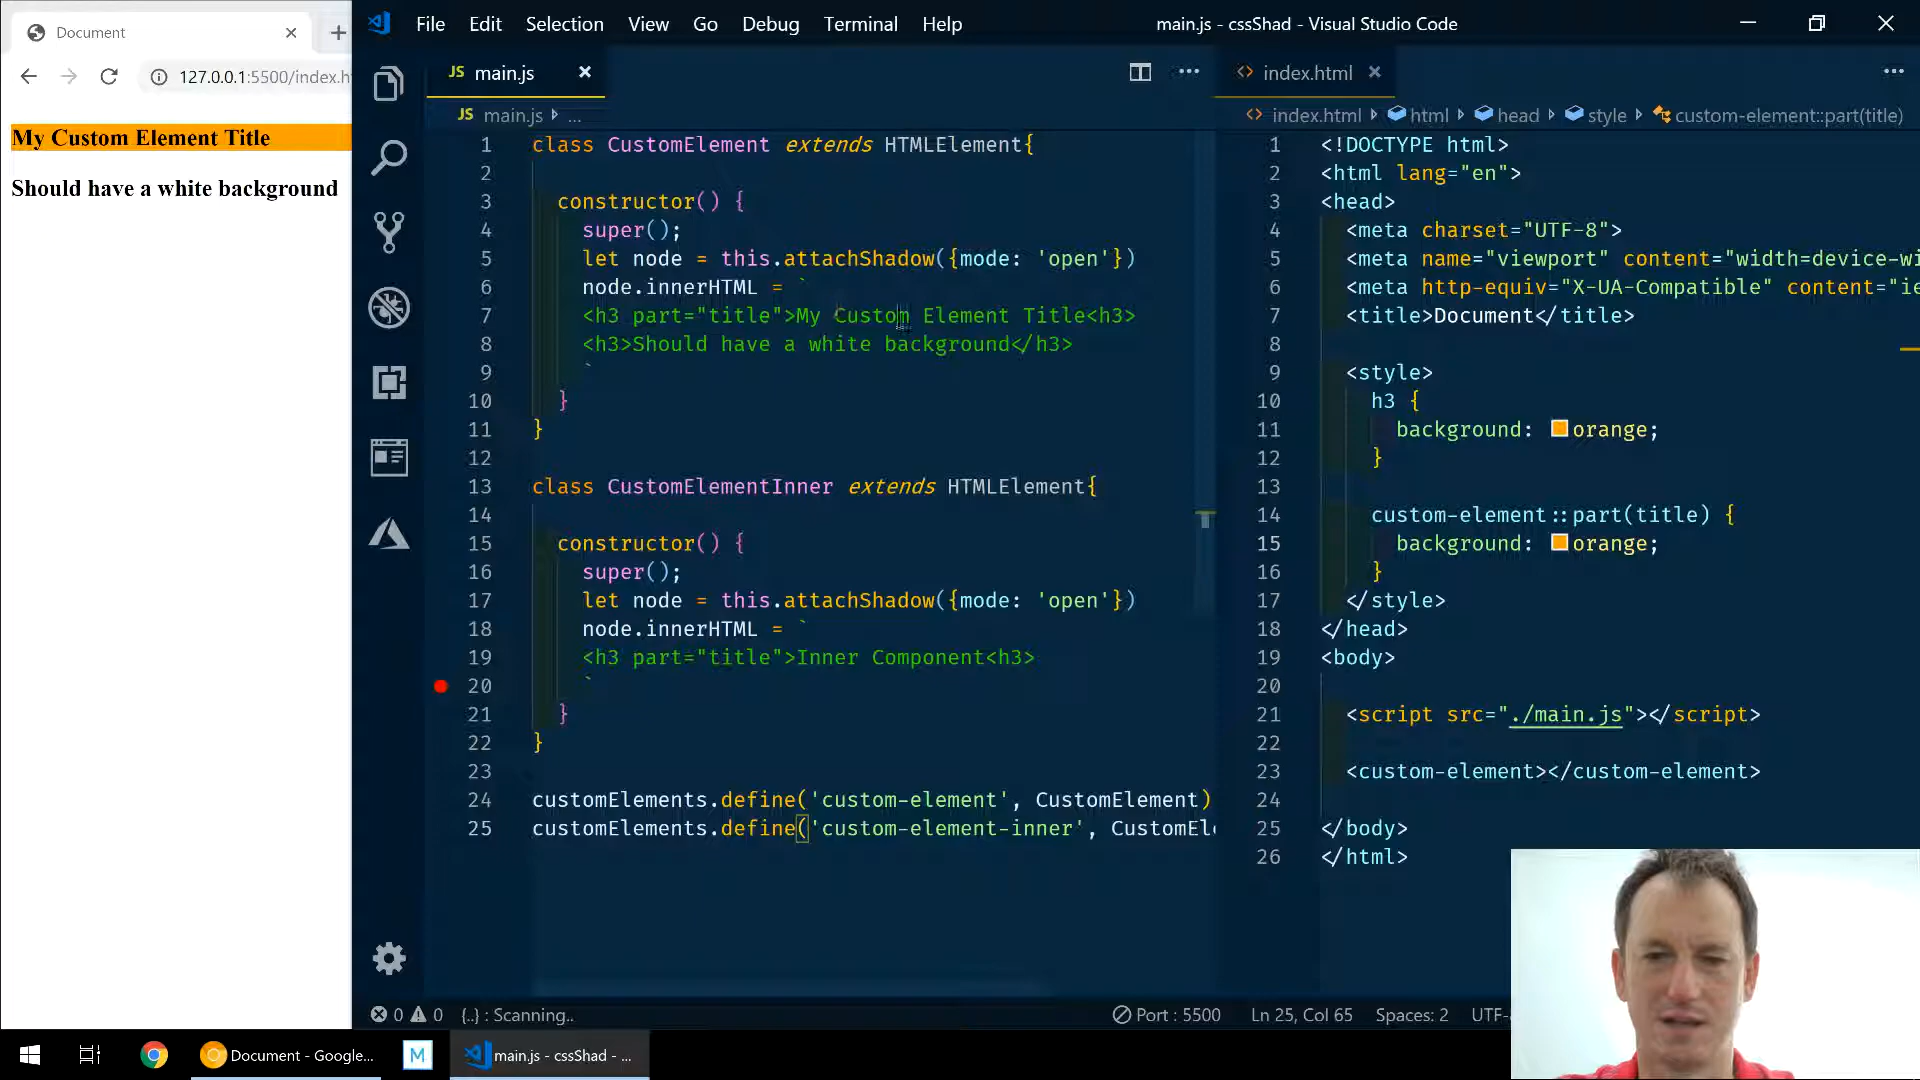 Document
127.0.0.1:5500/index.h
My Custom Element Title
Should have a white background
File Edit Selection View Go Debug Terminal Help
main.js - cssShad - Visual Studio Code
JS main.js
JS main.js > ...
1 class CustomElement extends HTMLElement{
2
3 constructor() {
4 super();
5 let node = this.attachShadow({mode: 'open'})
6 node.innerHTML = `
7 <h3 part="title">My Custom Element Title<h3>
8 <h3>Should have a white background</h3>
9 `
10 }
11 }
12
13 class CustomElementInner extends HTMLElement{
14
15 constructor() {
16 super();
17 let node = this.attachShadow({mode: 'open'})
18 node.innerHTML = `
19 <h3 part="title">Inner Component<h3>
20 `
21 }
22 }
23
24 customElements.define('custom-element', CustomElement)
25 customElements.define('custom-element-inner', CustomEl
<> index.html
<> index.html > html > head > style > custom-element::part(title)
1 <!DOCTYPE html>
2 <html lang="en">
3 <head>
4 <meta charset="UTF-8">
5 <meta name="viewport" content="width=device-wi
6 <meta http-equiv="X-UA-Compatible" content="ie
7 <title>Document</title>
8
9 <style>
10 h3 {
11 background: orange;
12 }
13
14 custom-element::part(title) {
15 background: orange;
16 }
17 </style>
18 </head>
19 <body>
20
21 <script src="./main.js"></script>
22
23 <custom-element></custom-element>
24
25 </body>
26 </html>
0 0 {..} : Scanning..
Port : 5500 Ln 25, Col 65 Spaces: 2 UTF-
Document - Google...
M
main.js - cssShad - ...